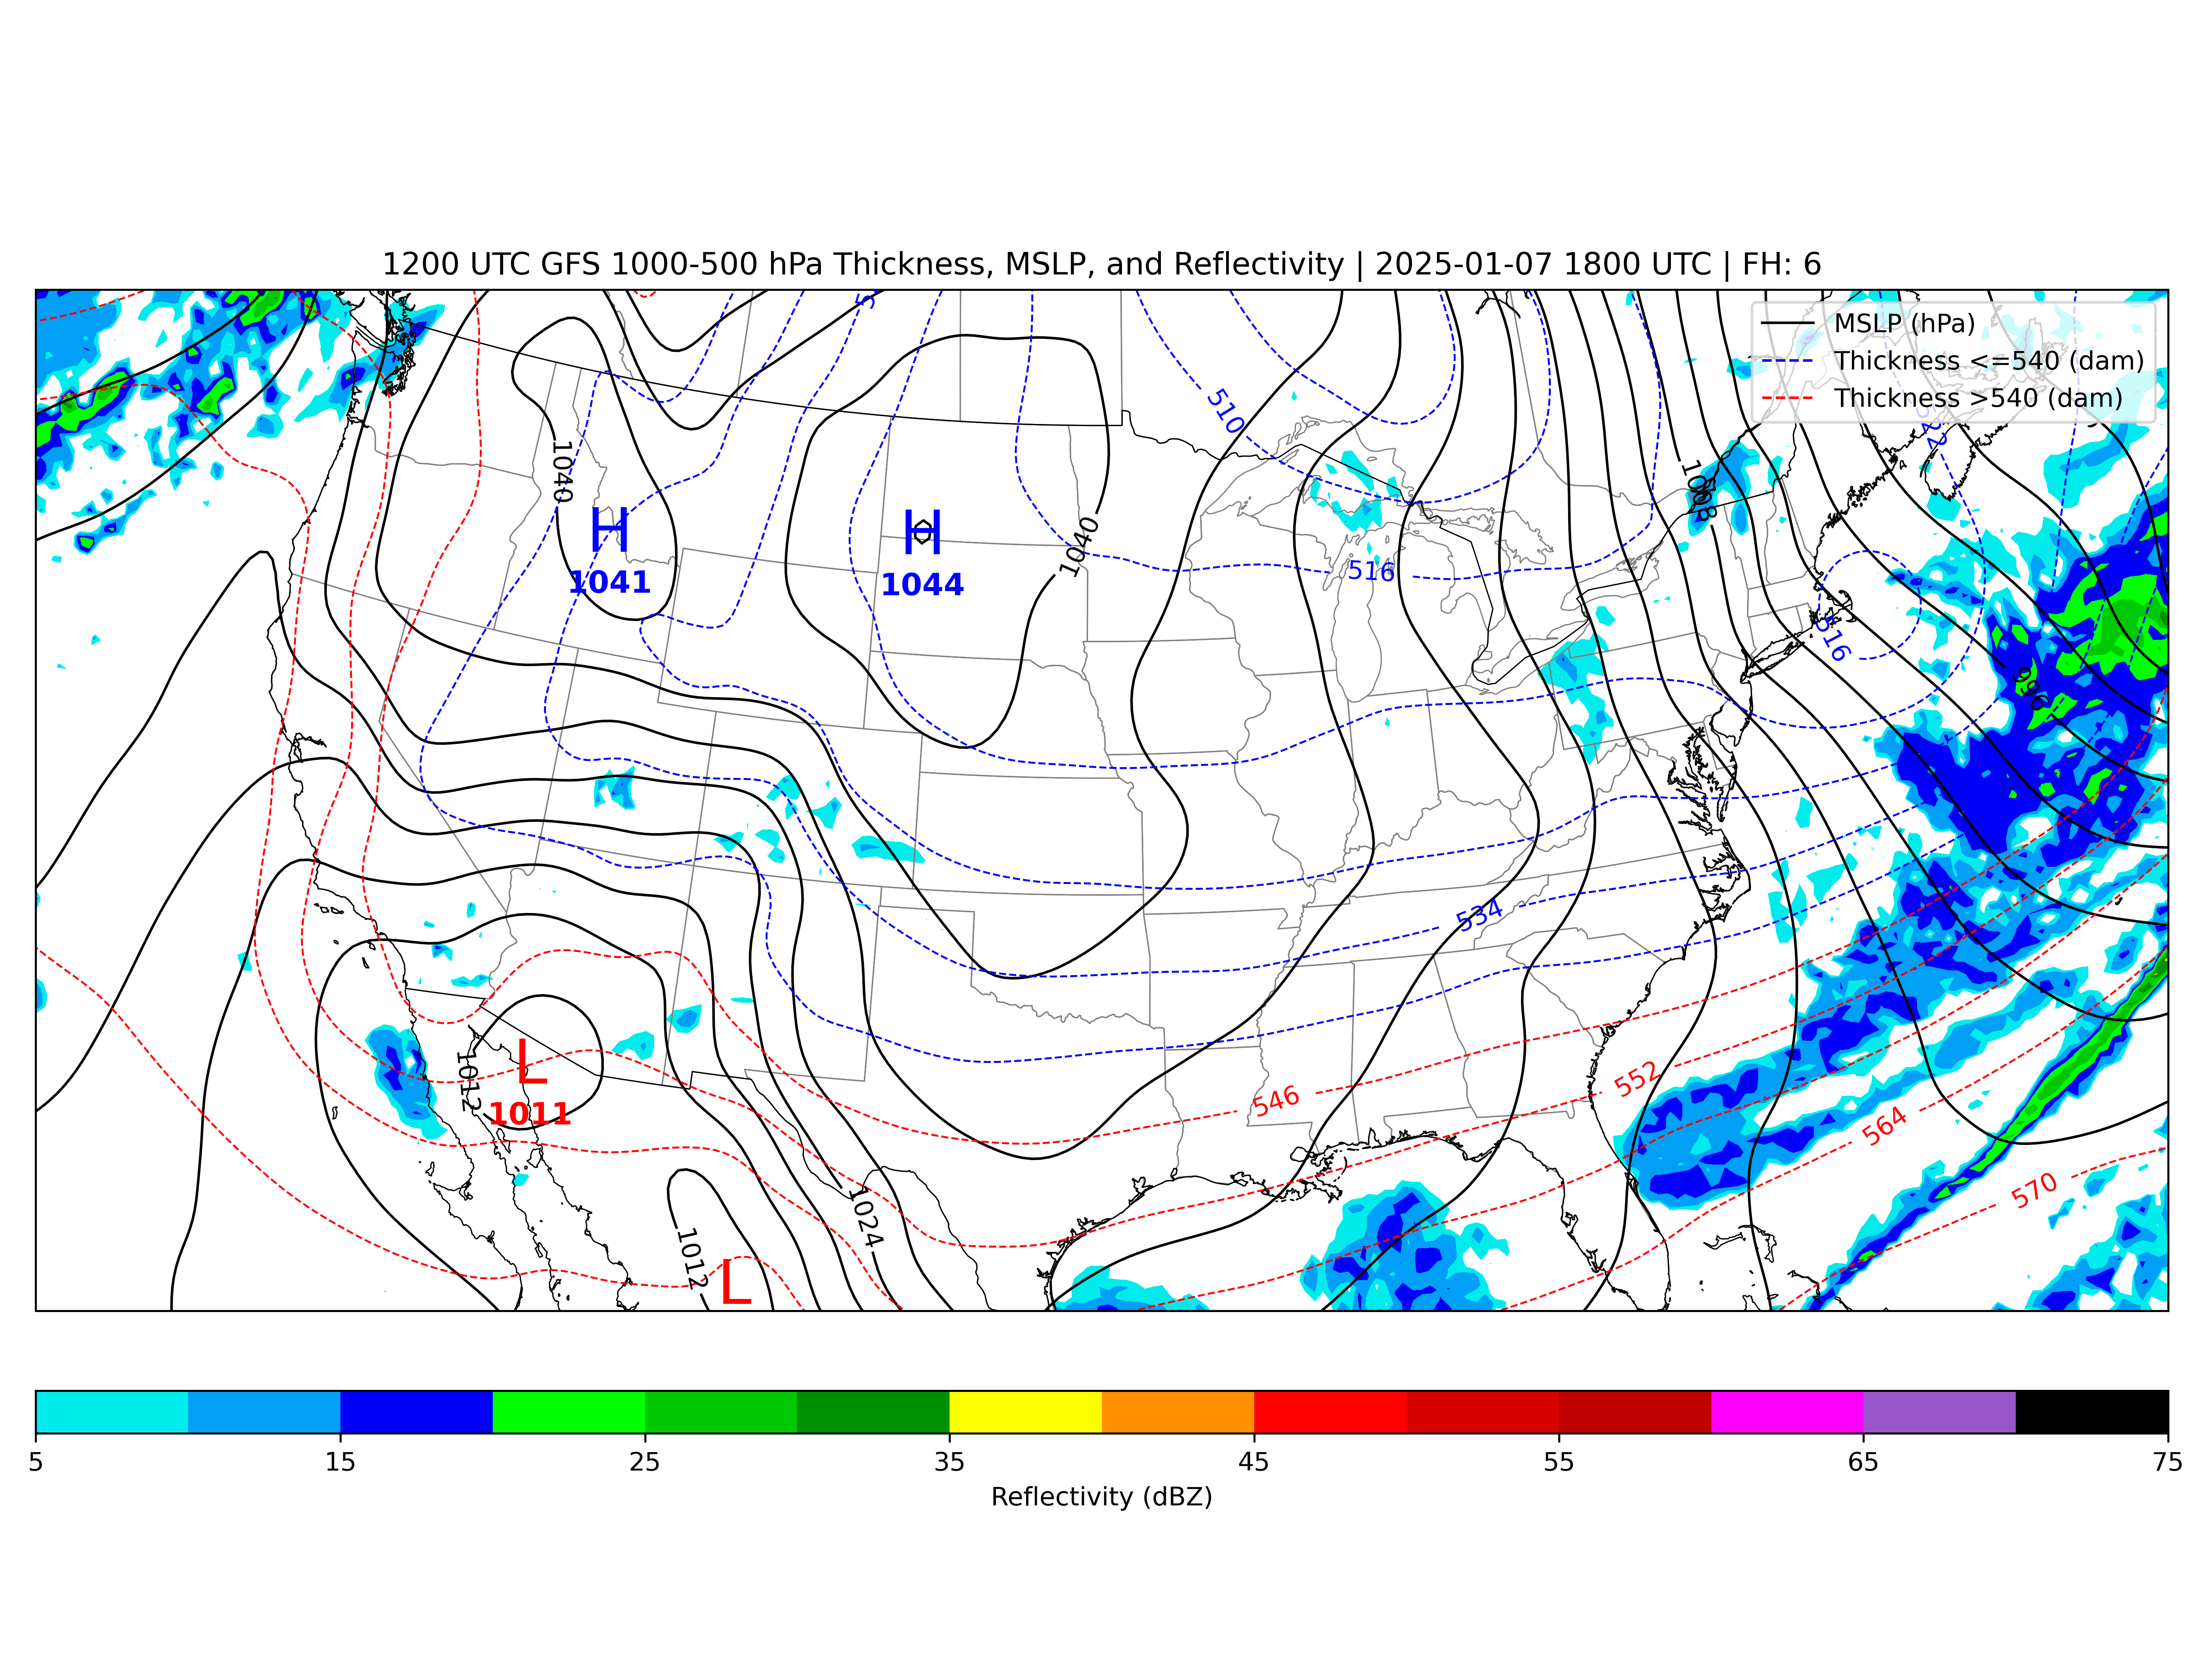 1200 UTC GFS 1000-500 hPa Thickness, MSLP, and Reflectivity | 2025-01-07 1800 UTC | FH: 6
MSLP (hPa)
Thickness <=540 (dam)
Thickness >540 (dam)
510
1040
1008
522
H
1041
H
1044
1040
516
516
996
534
L
1011
1012
546
552
564
570
1024
1012
L
5 15 25 35 45 55 65 75
Reflectivity (dBZ)